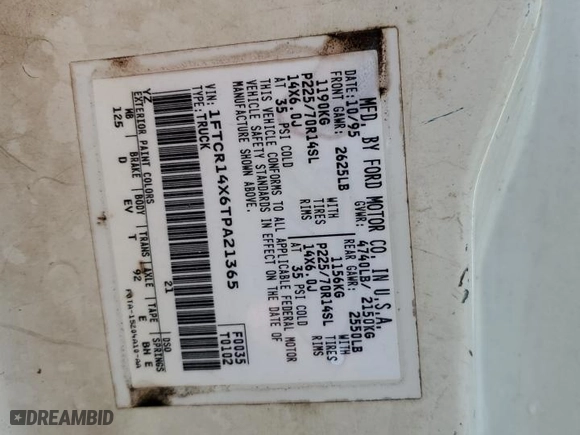 MFD. BY FORD MOTOR CO. IN U.S.A.
DATE: 10/95 GVWR: 4740LB/ 2150KG
FRONT GAWR: 2625LB REAR GAWR: 2550LB
1190KG WITH 1156KG WITH
P225/70R14SL TIRES P225/70R14SL TIRES
14X6.0J RIMS 14X6.0J RIMS
AT 35 PSI COLD AT 35 PSI COLD
THIS VEHICLE CONFORMS TO ALL APPLICABLE FEDERAL MOTOR
VEHICLE SAFETY STANDARDS IN EFFECT ON THE DATE OF
MANUFACTURE SHOWN ABOVE.
VIN: 1FTCR14X6TPA21365 F0035
TYPE: TRUCK T0102
21
YZ DSO
EXTERIOR PAINT COLORS
WB BRAKE BODY TRANS AXLE TAPE SPRINGS
125 D EV T 92 E BH E
DREAMBID